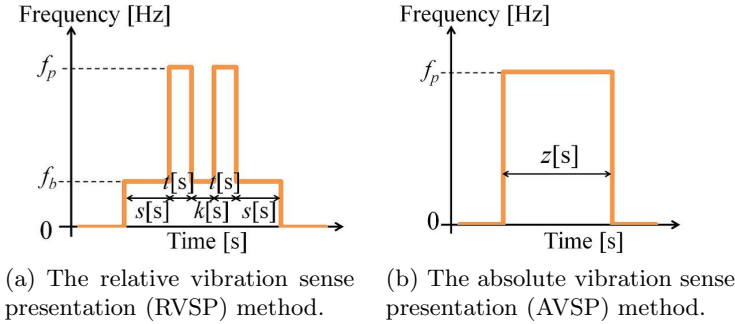 Frequency [Hz]
f_p
f_b
t[s] t[s]
s[s] k[s] s[s]
0
Time [s]
(a) The relative vibration sense
presentation (RVSP) method.
Frequency [Hz]
f_p
z[s]
0
Time [s]
(b) The absolute vibration sense
presentation (AVSP) method.